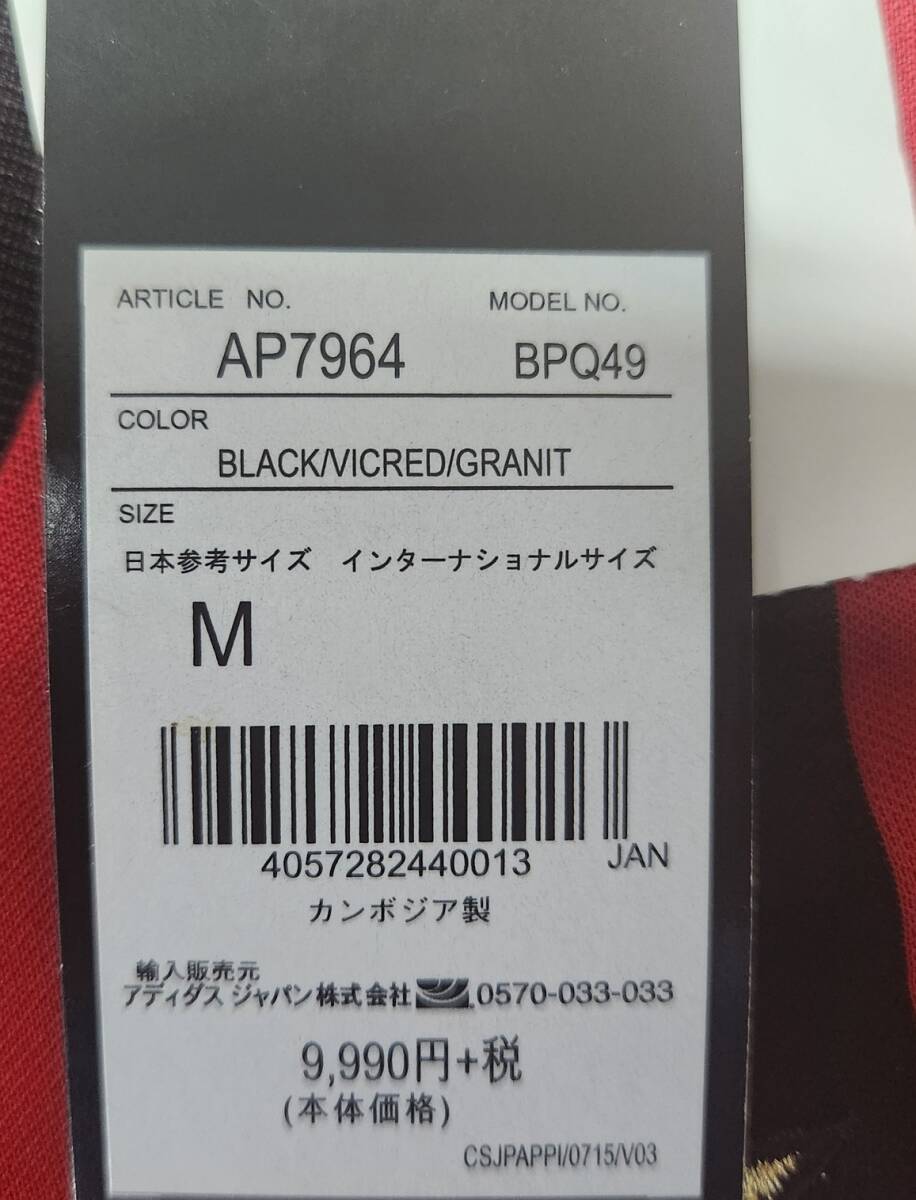 ARTICLE NO. MODEL NO.
AP7964 BPQ49
COLOR
BLACK/VICRED/GRANIT
SIZE
日本参考サイズ インターナショナルサイズ
M
4057282440013 JAN
カンボジア製
輸入販売元
アディダス ジャパン株式会社 0570-033-033
9,990円+税
(本体価格)
CSJPAPPI/0715/V03